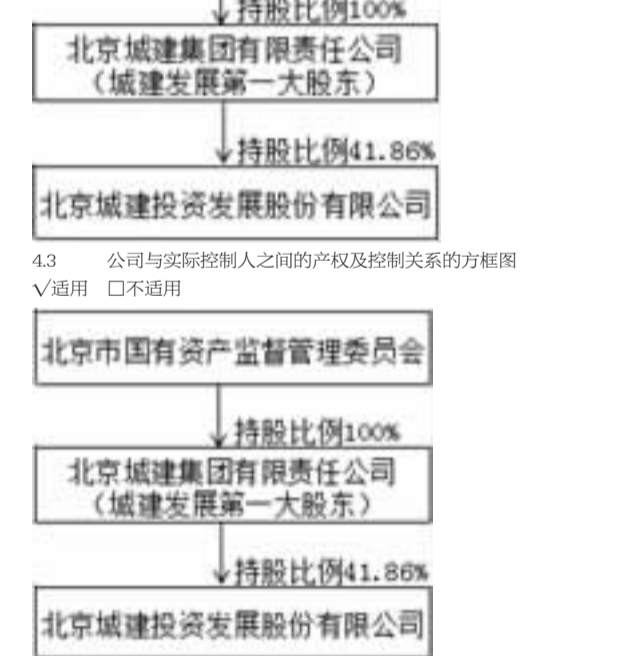 持股比例100%
北京城建集团有限责任公司
（城建发展第一大股东）
持股比例41.86%
北京城建投资发展股份有限公司
4.3 公司与实际控制人之间的产权及控制关系的方框图
√适用 □不适用
北京市国有资产监督管理委员会
持股比例100%
北京城建集团有限责任公司
（城建发展第一大股东）
持股比例41.86%
北京城建投资发展股份有限公司